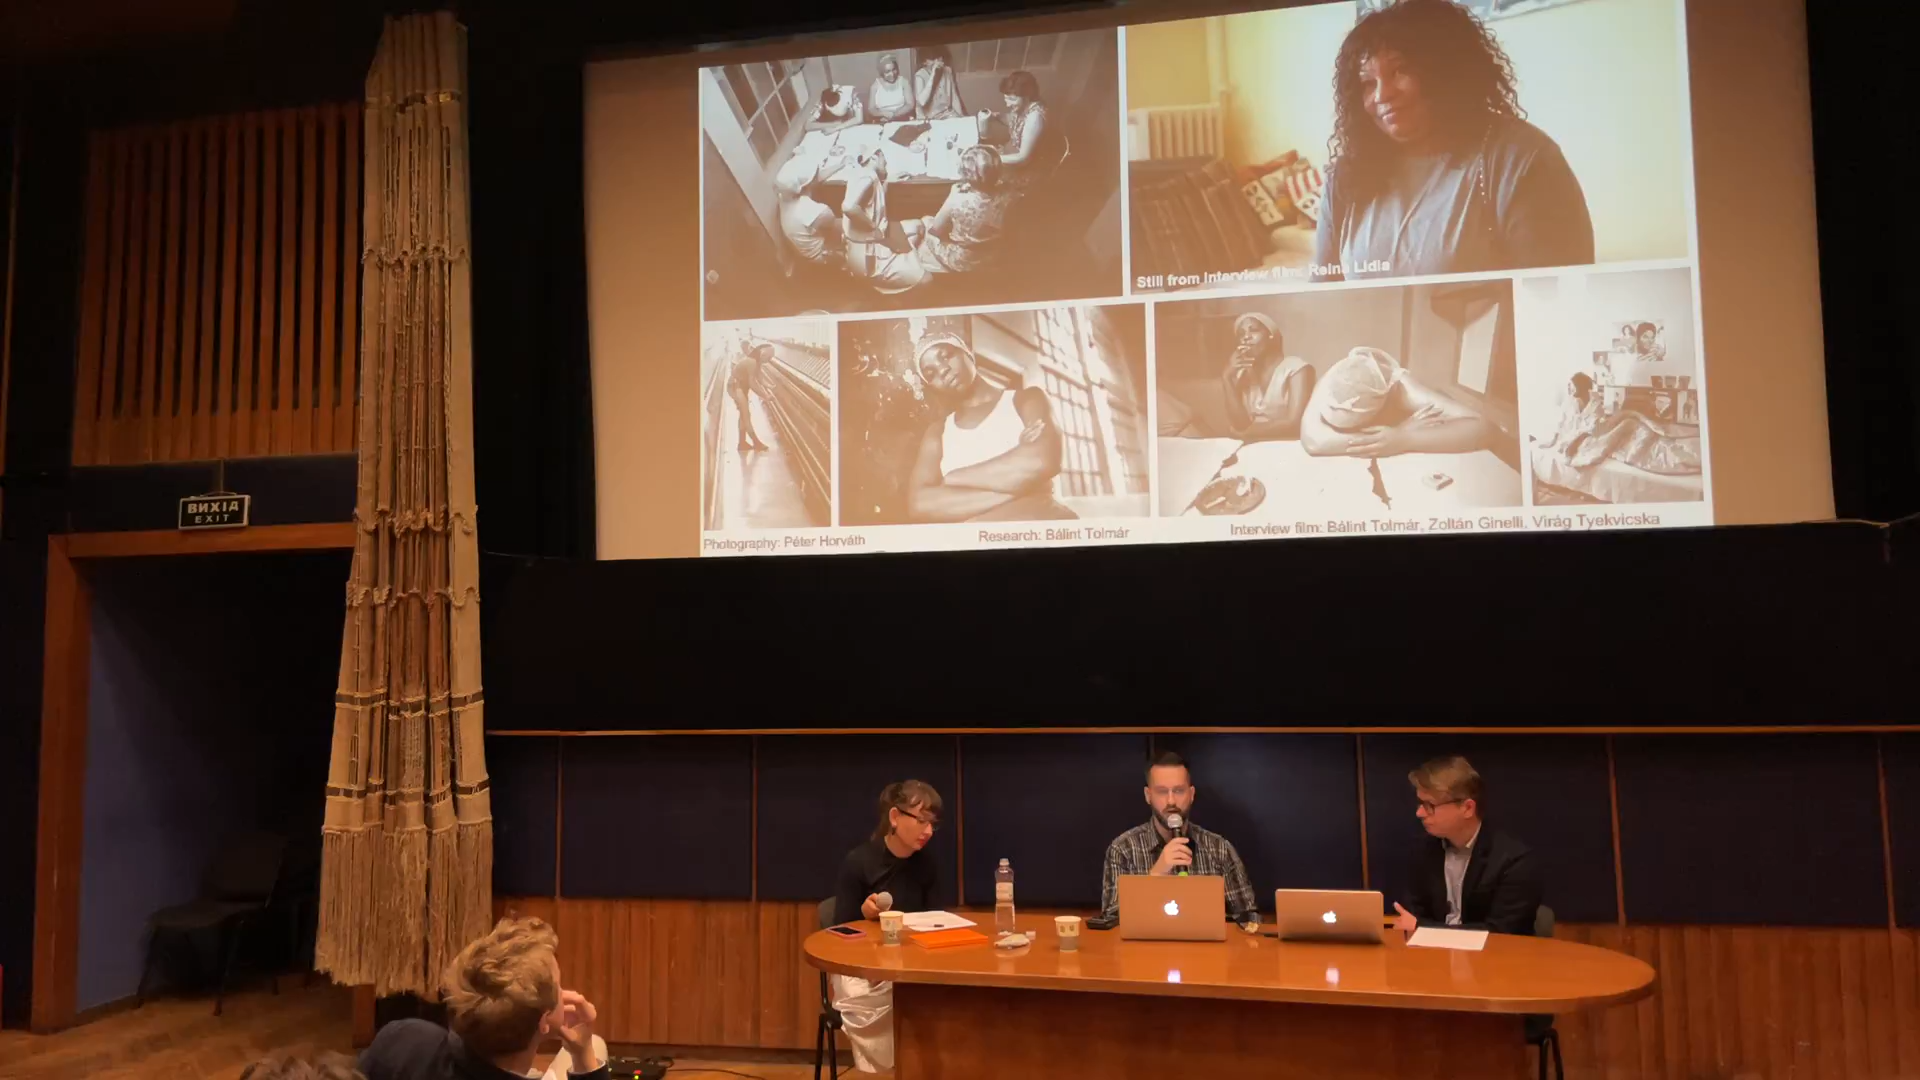 Still from interview film: Reina Lidia
Photography: Péter Horváth
Research: Bálint Tolmár
Interview film: Bálint Tolmár, Zoltán Ginelli, Virág Tyekvicska
ВИХІД
EXIT